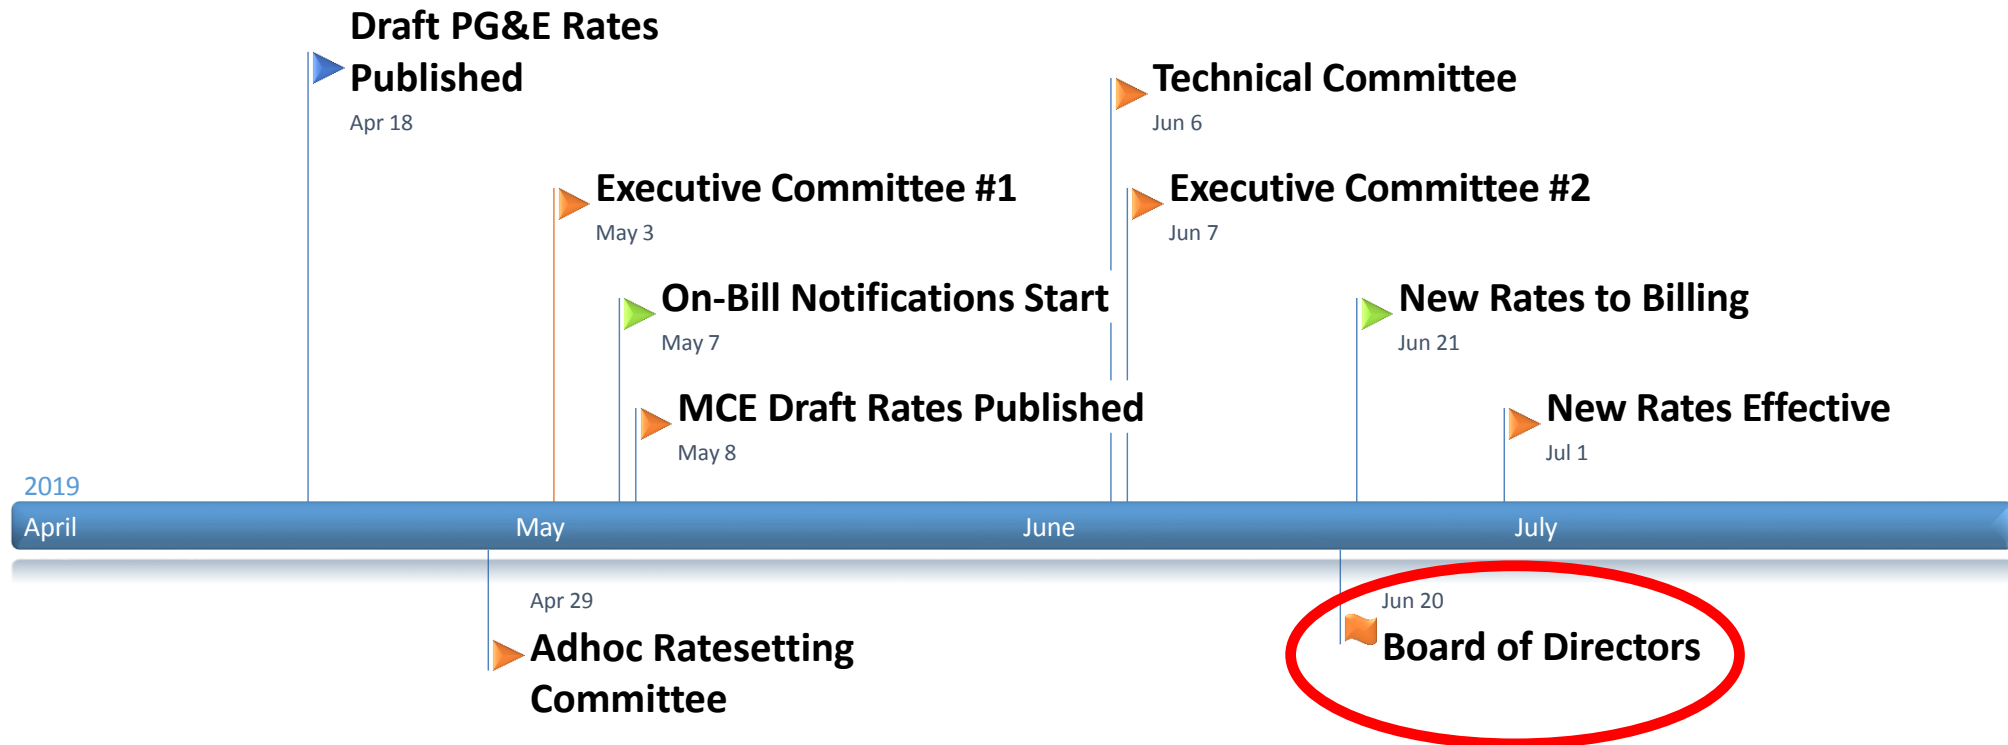 Draft PG&E Rates
Published
Apr 18
Technical Committee
Jun 6
Executive Committee #1
May 3
Executive Committee #2
Jun 7
On-Bill Notifications Start
May 7
New Rates to Billing
Jun 21
MCE Draft Rates Published
May 8
New Rates Effective
Jul 1
2019
April
May
June
July
Apr 29
Adhoc Ratesetting
Committee
Jun 20
Board of Directors